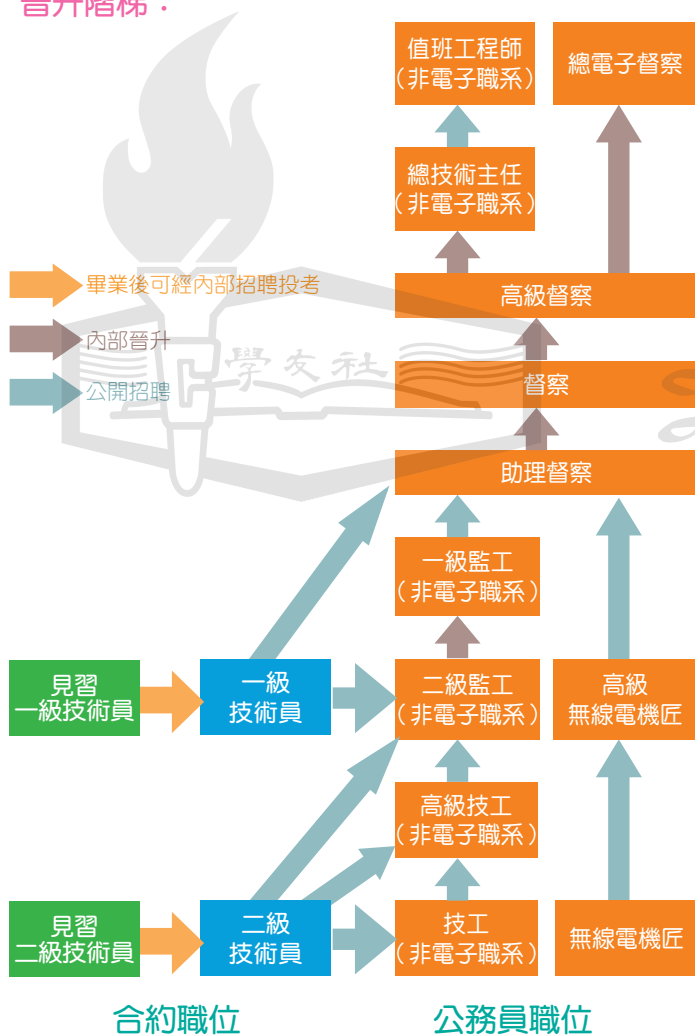 晉升階梯：
值班工程師
（非電子職系）
總電子督察
總技術主任
（非電子職系）
畢業後可經內部招聘投考
高級督察
內部晉升
學友社
公開招聘
督察
助理督察
一級監工
（非電子職系）
見習
一級技術員
一級
技術員
二級監工
（非電子職系）
高級
無線電機匠
高級技工
（非電子職系）
見習
二級技術員
二級
技術員
技工
（非電子職系）
無線電機匠
合約職位
公務員職位